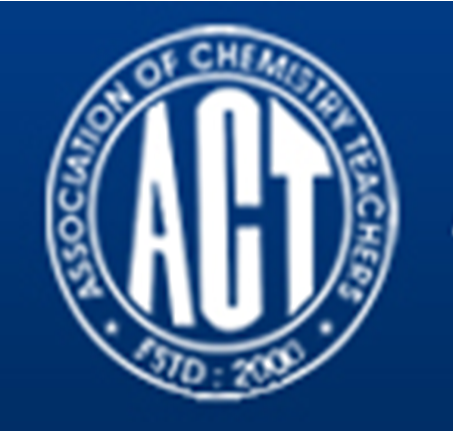 ASSOCIATION OF CHEMISTRY TEACHERS
ACT
ESTD : 2000